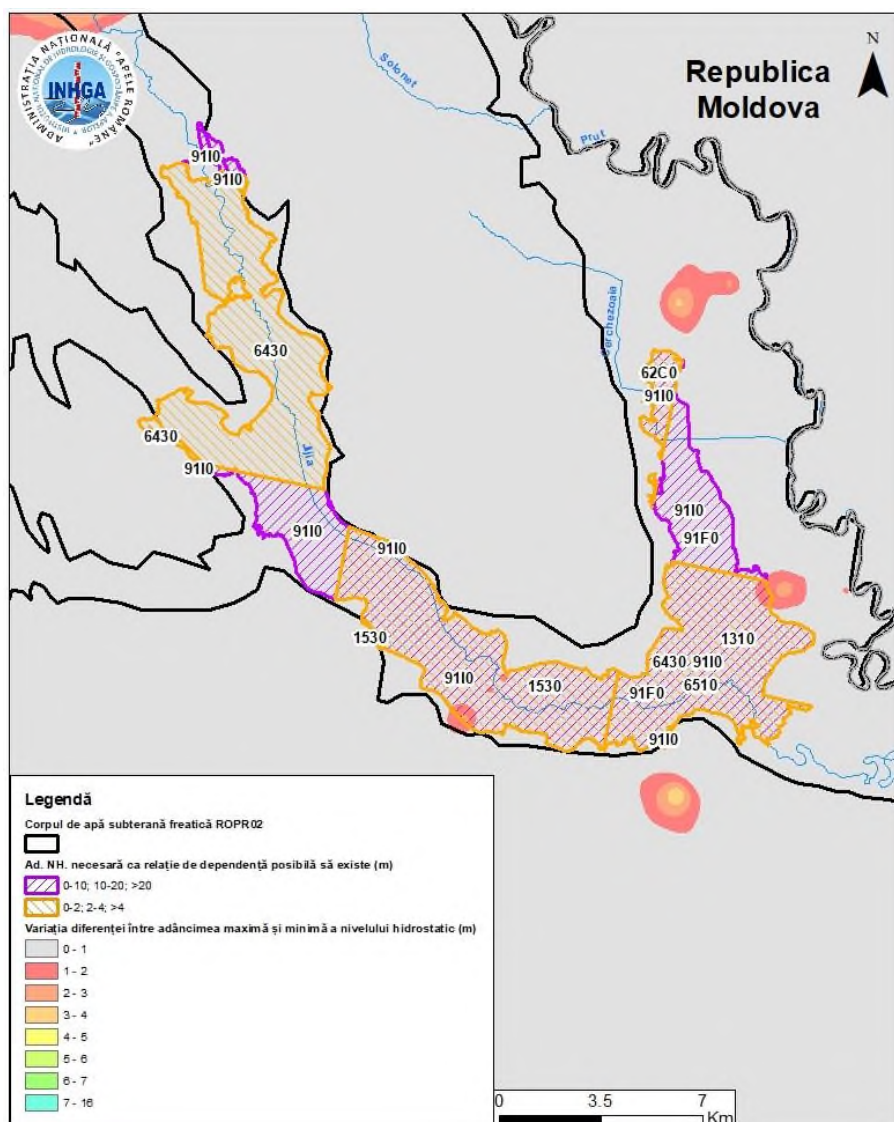 ADMINISTRAȚIA NAȚIONALĂ "APELE ROMÂNE"
INHGA
N
Republica
Moldova
Solonet
Prut
91I0
91I0
Jijia
6430
62C0
91I0
6430
91I0
91I0
91I0
91F0
91I0
1530
1310
6430 91I0
91I0
1530
91F0
6510
91I0
Legendă
Corpul de apă subterană freatică ROPR02
Ad. NH. necesară ca relație de dependență posibilă să existe (m)
0-10; 10-20; >20
0-2; 2-4; >4
Variația diferenței între adâncimea maximă și minimă a nivelului hidrostatic (m)
0 - 1
1 - 2
2 - 3
3 - 4
4 - 5
5 - 6
6 - 7
7 - 16
0 3.5 7
Km